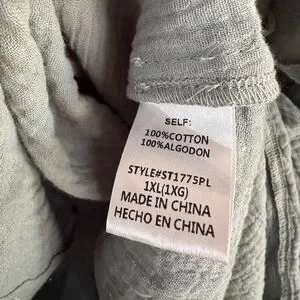 SELF:
100%COTTON
100%ALGODON
STYLE#ST1775PL
1XL(1XG)
MADE IN CHINA
HECHO EN CHINA